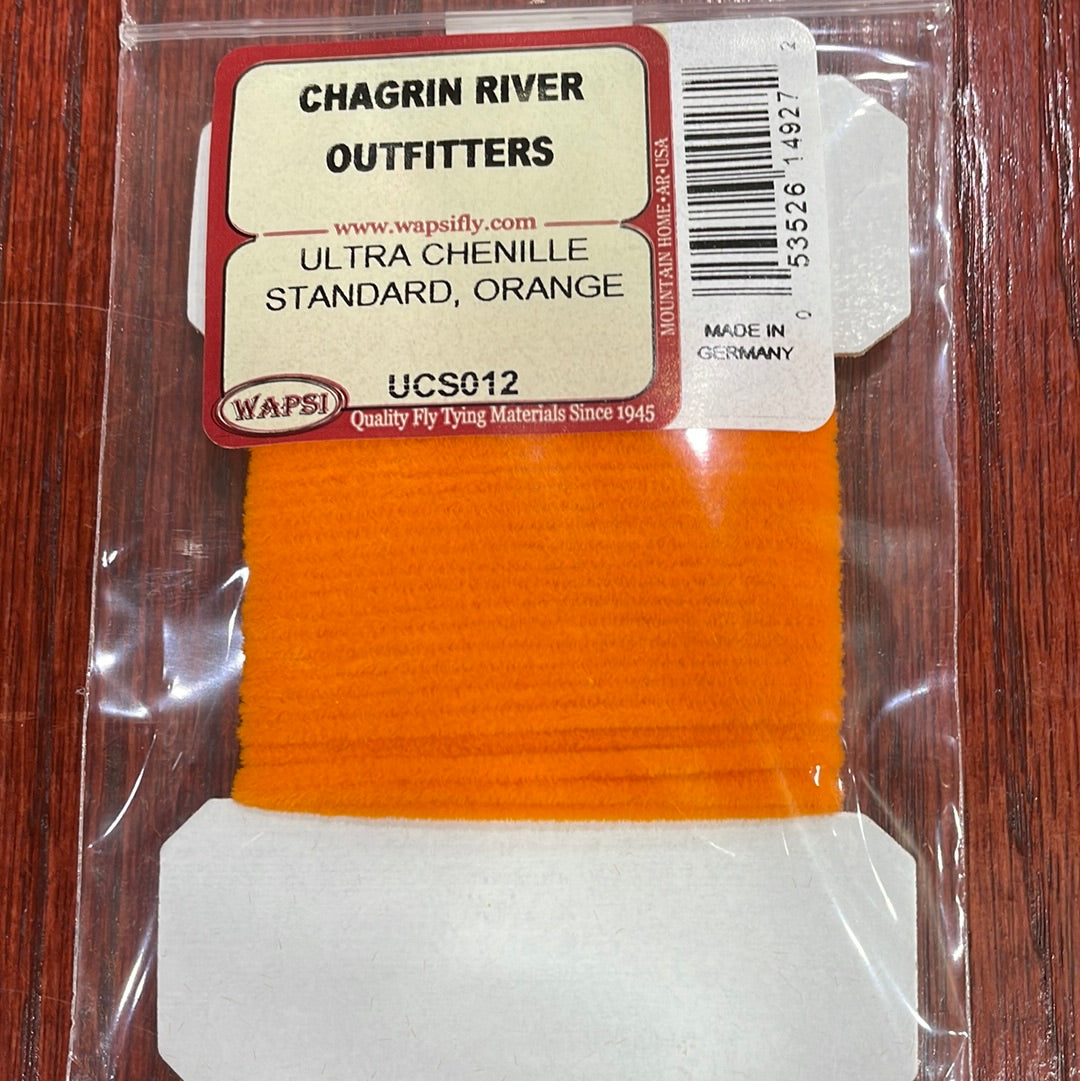 CHAGRIN RIVER
OUTFITTERS
www.wapsifly.com
ULTRA CHENILLE
STANDARD, ORANGE
UCS012
WAPSI
Quality Fly Tying Materials Since 1945
MOUNTAIN HOME•AR•USA
0 53526 14927 2
MADE IN
GERMANY